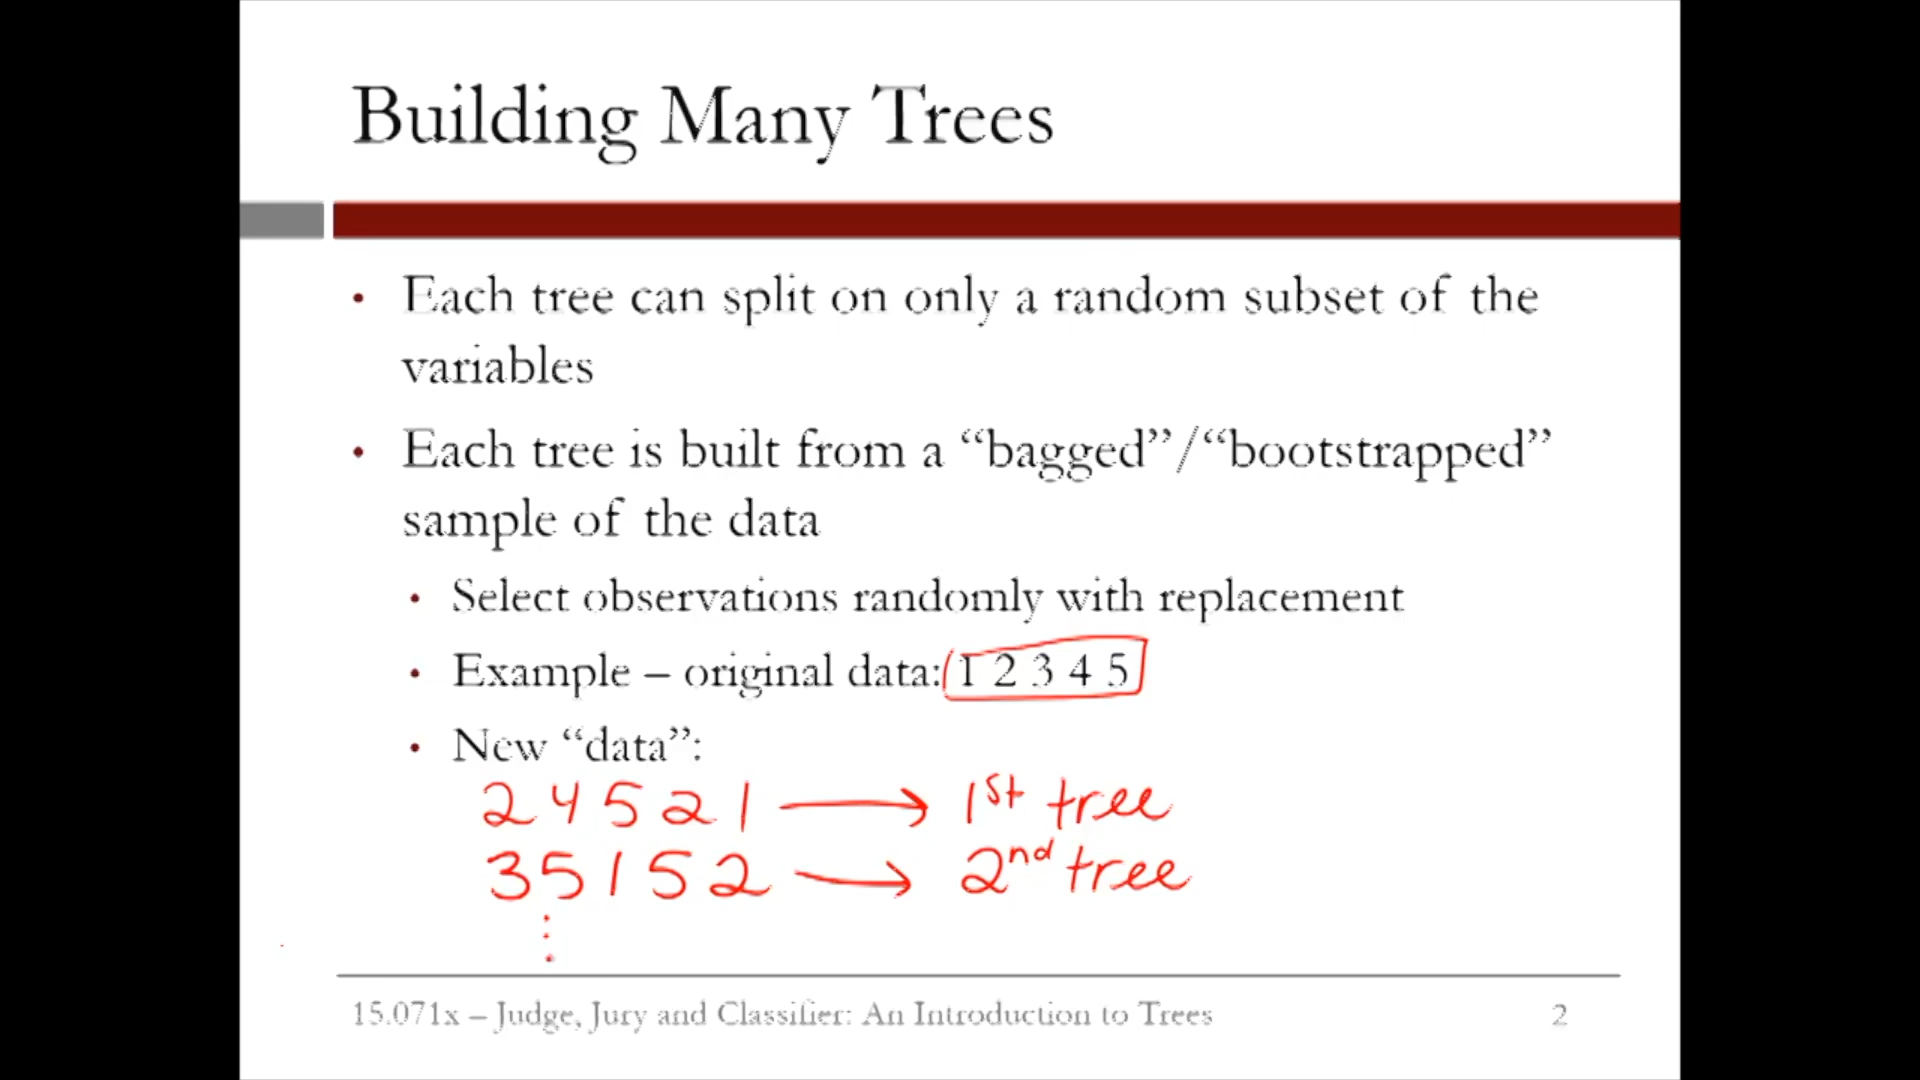 Building Many Trees
• Each tree can split on only a random subset of the
variables
• Each tree is built from a “bagged”/“bootstrapped”
sample of the data
• Select observations randomly with replacement
• Example – original data: 1 2 3 4 5
• New “data”:
2 4 5 2 1 → 1st tree
3 5 1 5 2 → 2nd tree
⋮
15.071x – Judge, Jury and Classifier: An Introduction to Trees 2